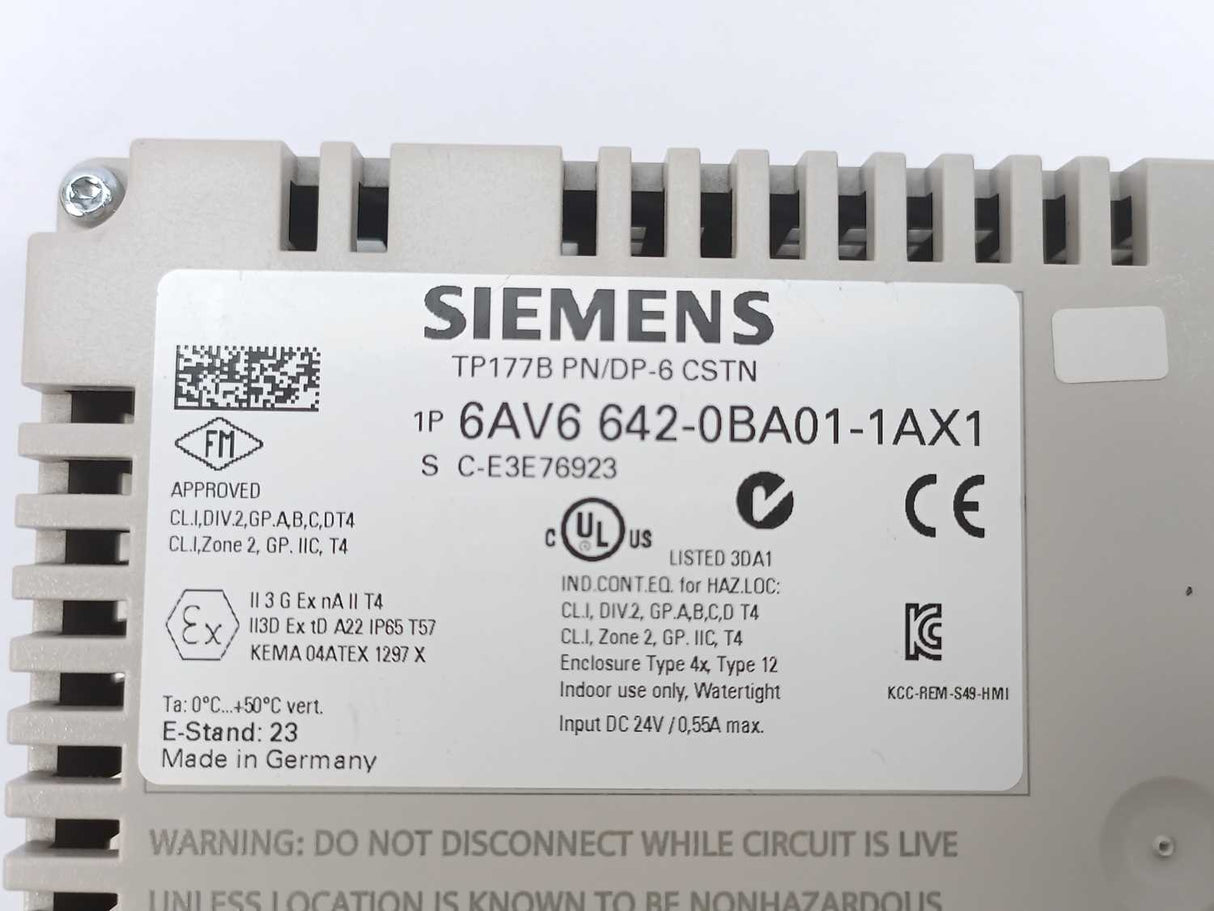 SIEMENS
TP177B PN/DP-6 CSTN
1P 6AV6 642-0BA01-1AX1
S C-E3E76923
FM
APPROVED
CL.I,DIV.2,GP.A,B,C,DT4
CL.I,Zone 2, GP. IIC, T4
Ex
II 3 G Ex nA II T4
II3D Ex tD A22 IP65 T57
KEMA 04ATEX 1297 X
Ta: 0°C...+50°C vert.
E-Stand: 23
Made in Germany
C UL US
LISTED 3DA1
IND.CONT.EQ. for HAZ.LOC:
CL.I, DIV.2, GP.A,B,C,D T4
CL.I, Zone 2, GP. IIC, T4
Enclosure Type 4x, Type 12
Indoor use only, Watertight
Input DC 24V / 0,55A max.
CE
KC
KCC-REM-S49-HMI
WARNING: DO NOT DISCONNECT WHILE CIRCUIT IS LIVE
UNLESS LOCATION IS KNOWN TO BE NONHAZARDOUS